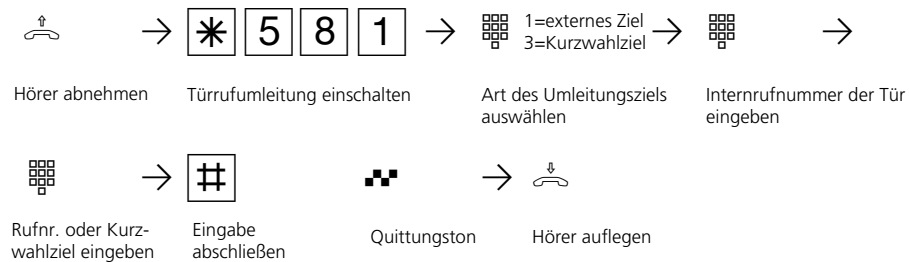 * 5 8 1
1=externes Ziel
3=Kurzwahlziel
Hörer abnehmen
Türrufumleitung einschalten
Art des Umleitungsziels
auswählen
Internrufnummer der Tür
eingeben
#
Rufnr. oder Kurz-
wahlziel eingeben
Eingabe
abschließen
Quittungston
Hörer auflegen